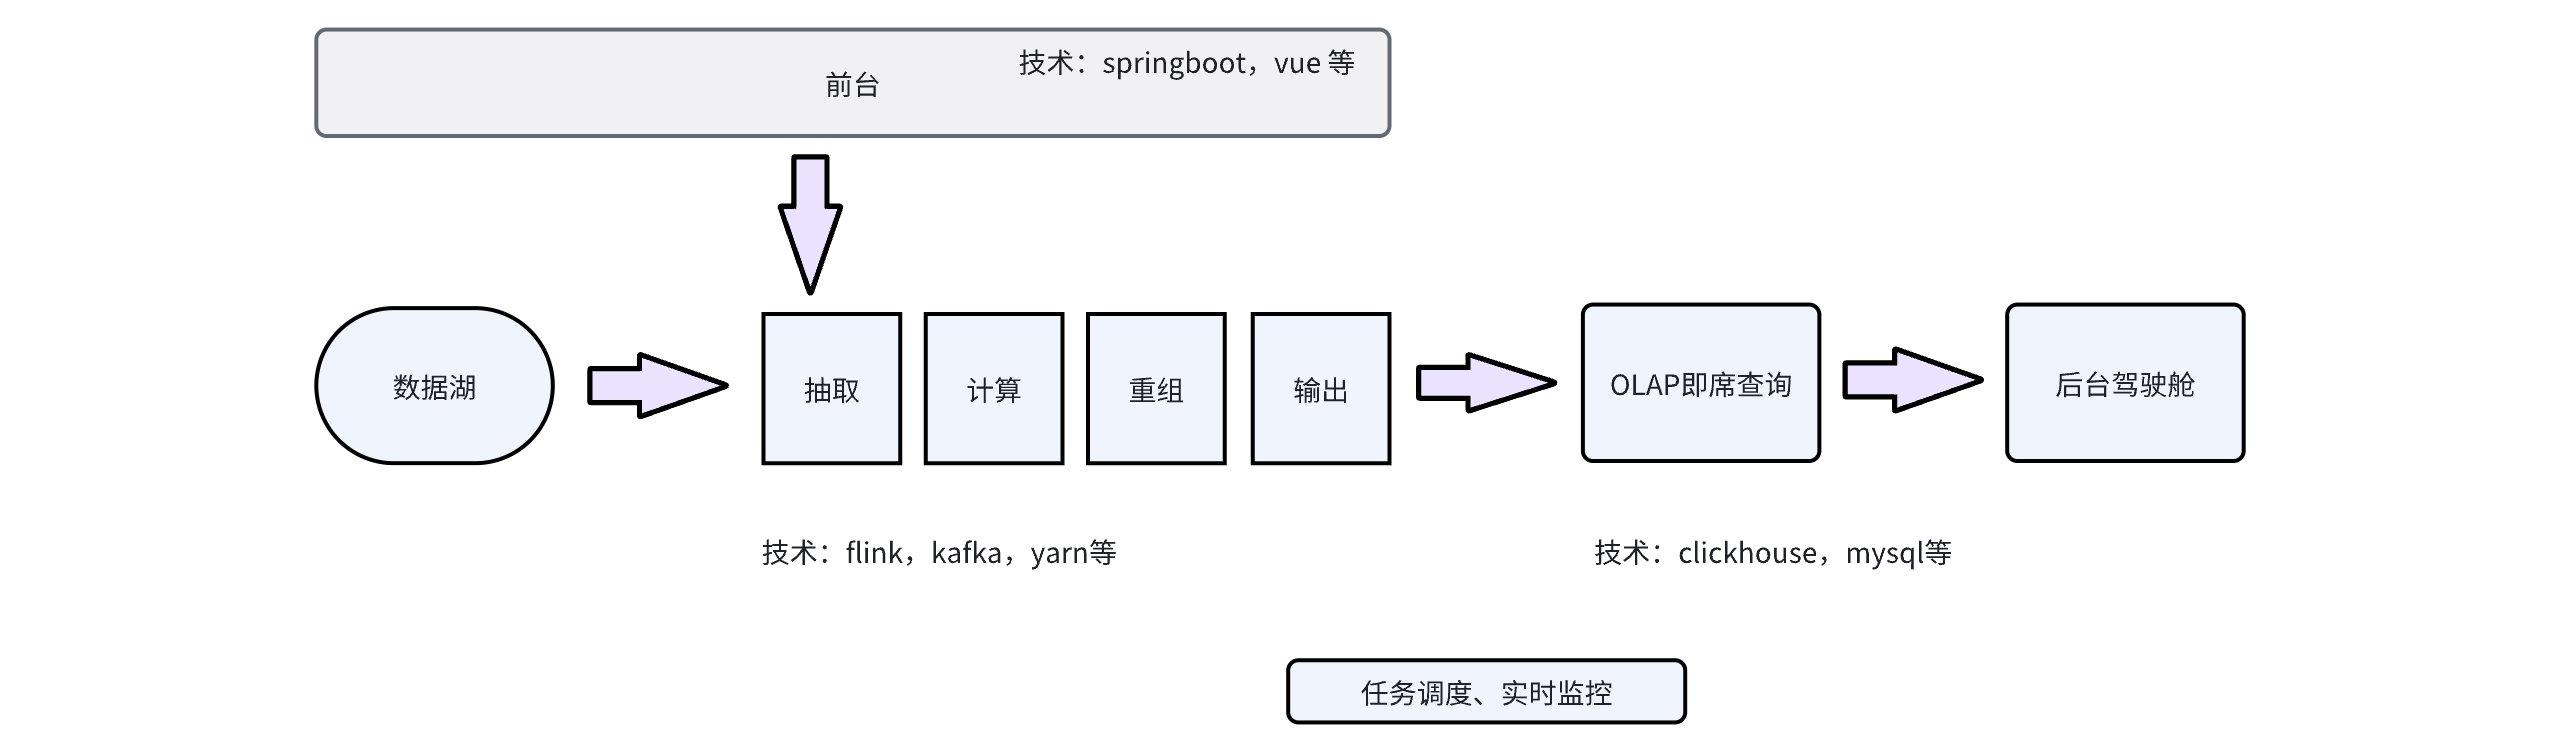 技术：springboot，vue 等
前台
数据湖
抽取
计算
重组
输出
OLAP即席查询
后台驾驶舱
技术：flink，kafka，yarn等
技术：clickhouse，mysql等
任务调度、实时监控